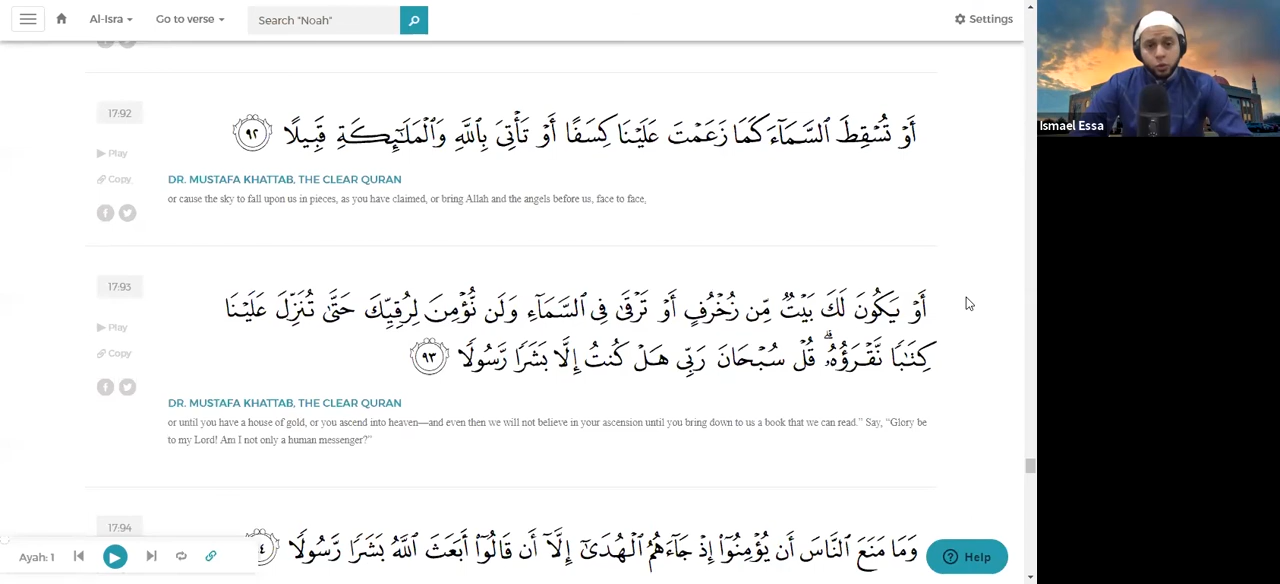 Al-Isra
Go to verse
Search "Noah"
Settings
Ismael Essa
17:92
أَوْ تُسْقِطَ ٱلسَّمَآءَ كَمَا زَعَمْتَ عَلَيْنَا كِسَفًا أَوْ تَأْتِىَ بِٱللَّهِ وَٱلْمَلَـٰٓئِكَةِ قَبِيلًا ٩٢
Play
Copy
DR. MUSTAFA KHATTAB, THE CLEAR QURAN
or cause the sky to fall upon us in pieces, as you have claimed, or bring Allah and the angels before us, face to face,
17:93
أَوْ يَكُونَ لَكَ بَيْتٌ مِّن زُخْرُفٍ أَوْ تَرْقَىٰ فِى ٱلسَّمَآءِ وَلَن نُّؤْمِنَ لِرُقِيِّكَ حَتَّىٰ تُنَزِّلَ عَلَيْنَا
كِتَـٰبًا نَّقْرَؤُهُۥ ۗ قُلْ سُبْحَانَ رَبِّى هَلْ كُنتُ إِلَّا بَشَرًا رَّسُولًا ٩٣
Play
Copy
DR. MUSTAFA KHATTAB, THE CLEAR QURAN
or until you have a house of gold, or you ascend into heaven—and even then we will not believe in your ascension until you bring down to us a book that we can read.” Say, “Glory be
to my Lord! Am I not only a human messenger?”
17:94
وَمَا مَنَعَ ٱلنَّاسَ أَن يُؤْمِنُوٓا۟ إِذْ جَآءَهُمُ ٱلْهُدَىٰٓ إِلَّآ أَن قَالُوٓا۟ أَبَعَثَ ٱللَّهُ بَشَرًا رَّسُولًا
Ayah: 1
Help